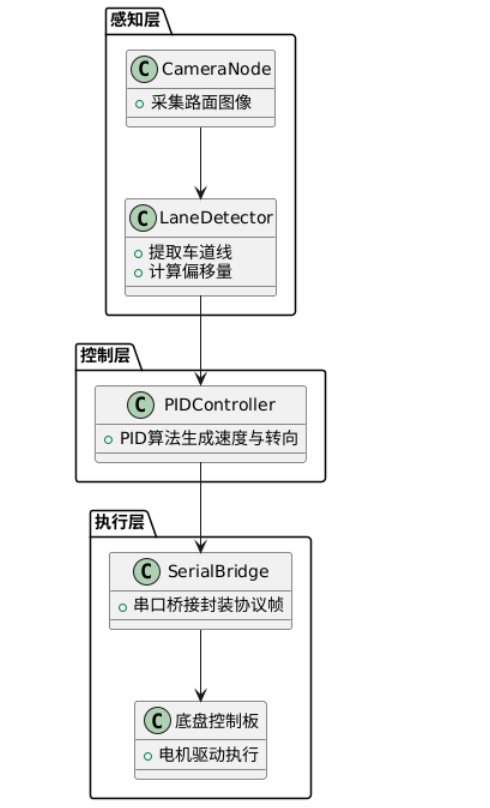 感知层
C CameraNode
采集路面图像
C LaneDetector
提取车道线
计算偏移量
控制层
C PIDController
PID算法生成速度与转向
执行层
C SerialBridge
串口桥接封装协议帧
C 底盘控制板
电机驱动执行